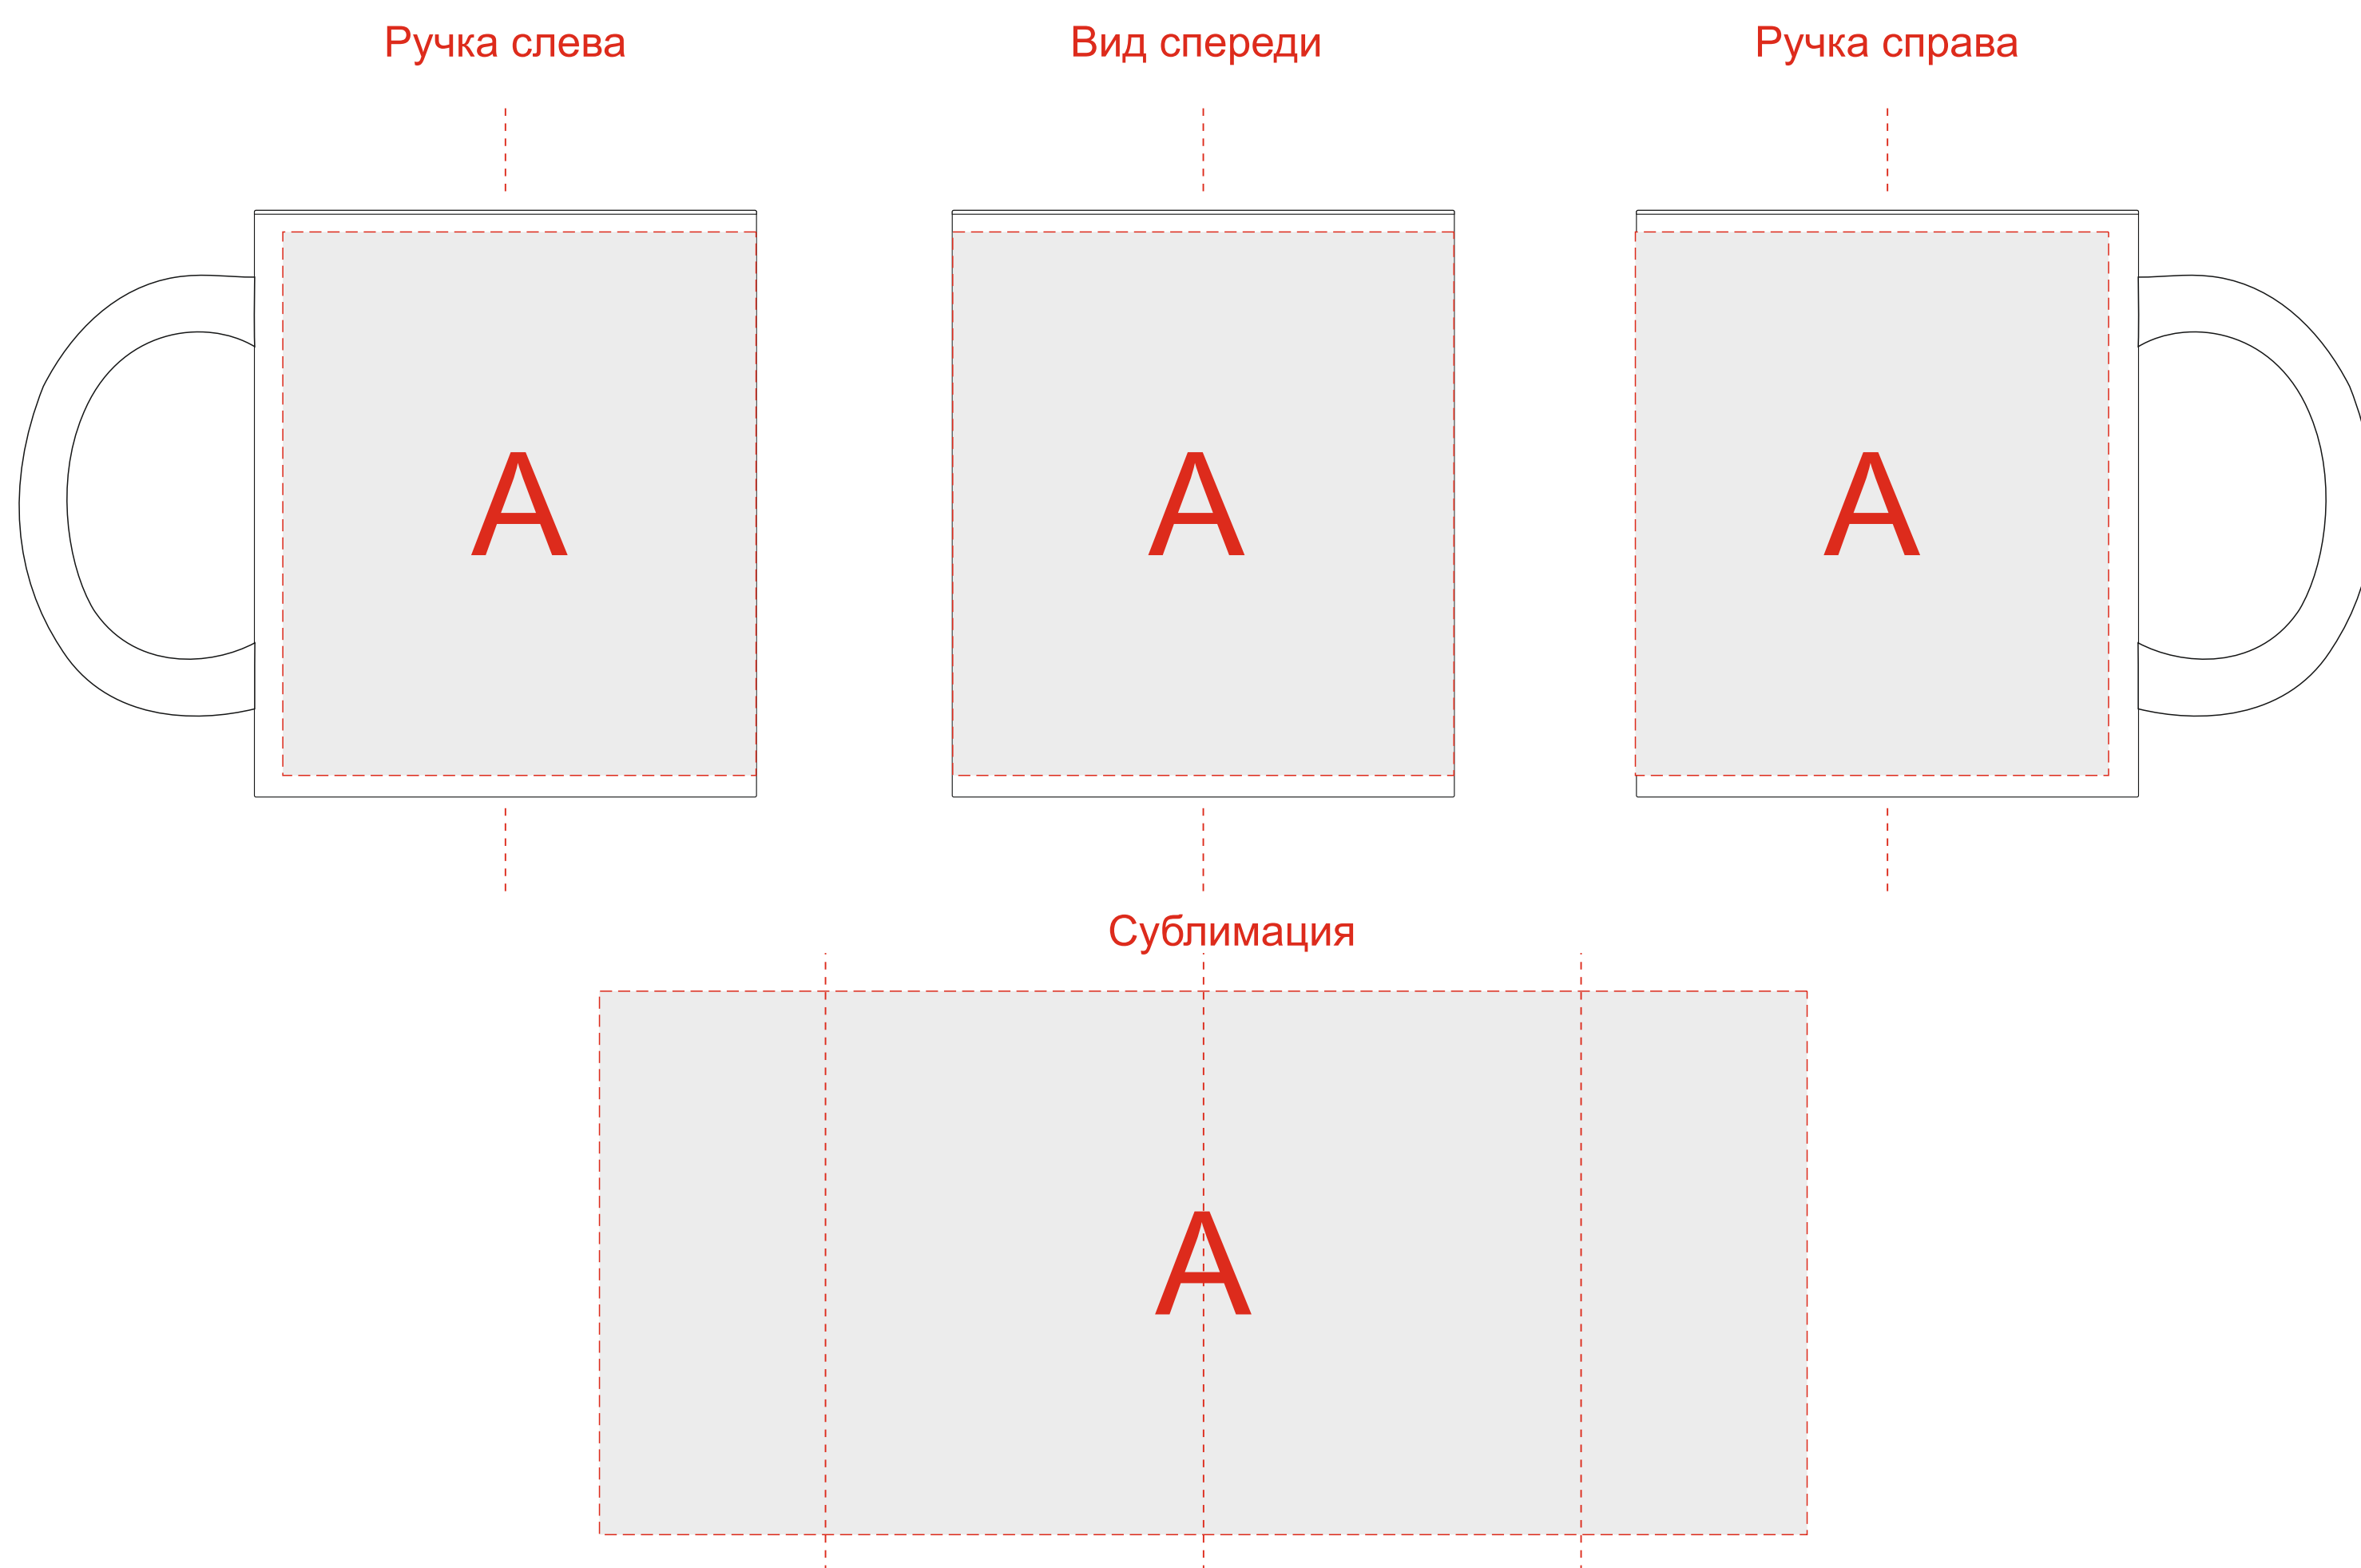 Ручка слева
Вид спереди
Ручка справа
А
А
А
Сублимация
А